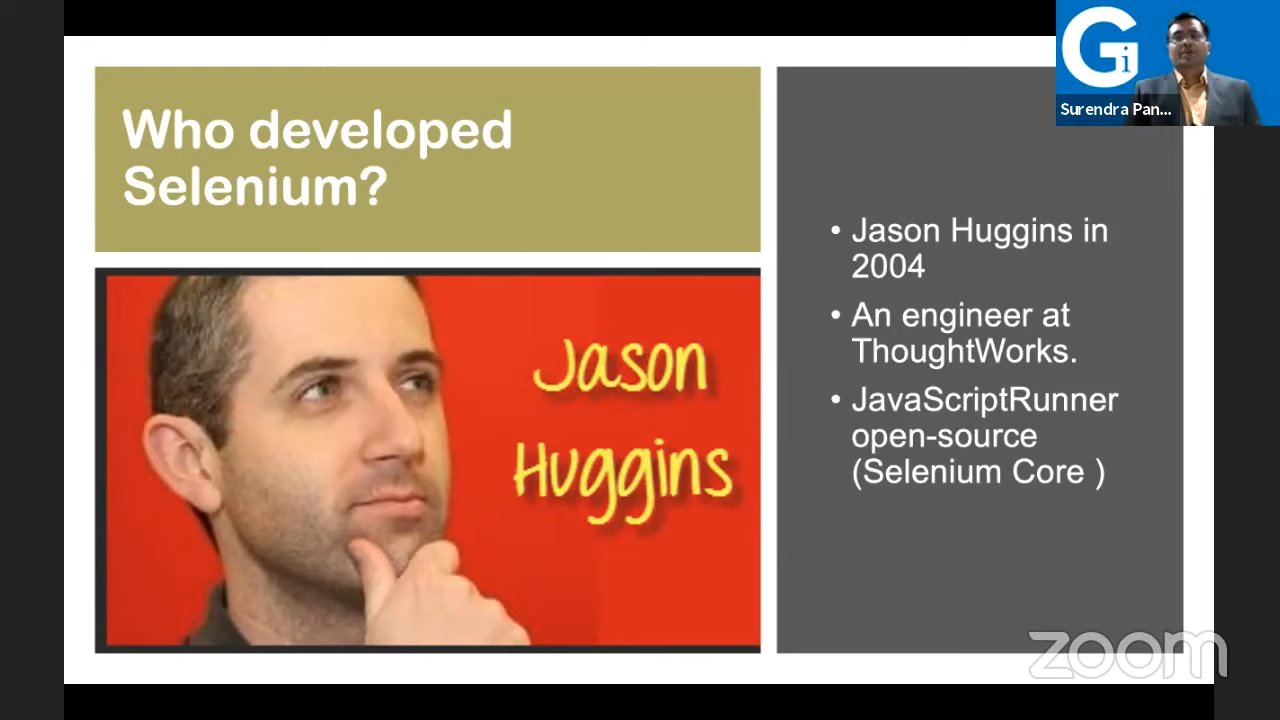 Who developed
Selenium?
Jason
Huggins
• Jason Huggins in
2004
• An engineer at
ThoughtWorks.
• JavaScriptRunner
open-source
(Selenium Core )
Gi
Surendra Pan...
zoom